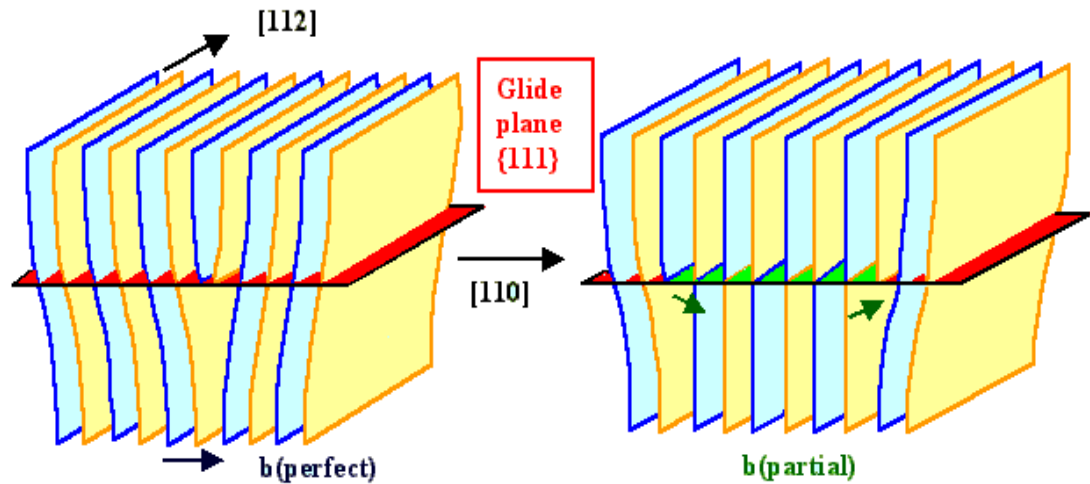 [112]
Glide
plane
{111}
[110]
b(perfect)
b(partial)